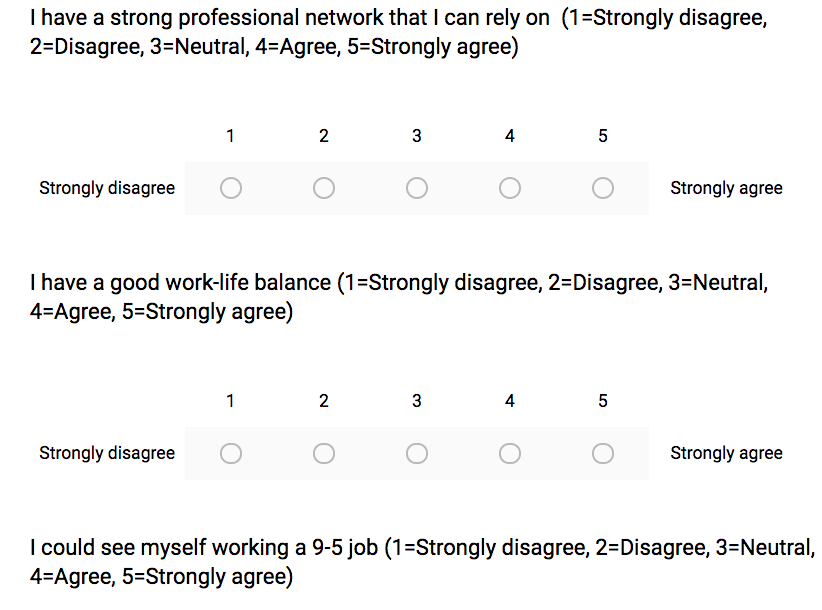 I have a strong professional network that I can rely on  (1=Strongly disagree,
2=Disagree, 3=Neutral, 4=Agree, 5=Strongly agree)
1 2 3 4 5
Strongly disagree Strongly agree
I have a good work-life balance (1=Strongly disagree, 2=Disagree, 3=Neutral,
4=Agree, 5=Strongly agree)
1 2 3 4 5
Strongly disagree Strongly agree
I could see myself working a 9-5 job (1=Strongly disagree, 2=Disagree, 3=Neutral,
4=Agree, 5=Strongly agree)